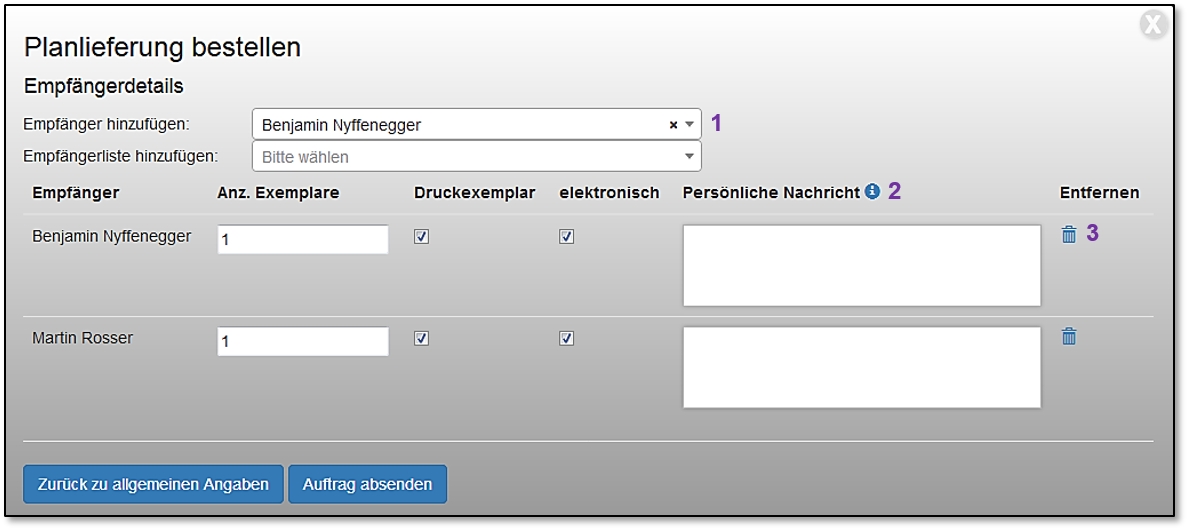 X
Planlieferung bestellen
Empfängerdetails
Empfänger hinzufügen: Benjamin Nyffenegger × 1
Empfängerliste hinzufügen: Bitte wählen
Empfänger Anz. Exemplare Druckexemplar elektronisch Persönliche Nachricht i 2 Entfernen
Benjamin Nyffenegger 1 3
Martin Rosser 1
Zurück zu allgemeinen Angaben Auftrag absenden